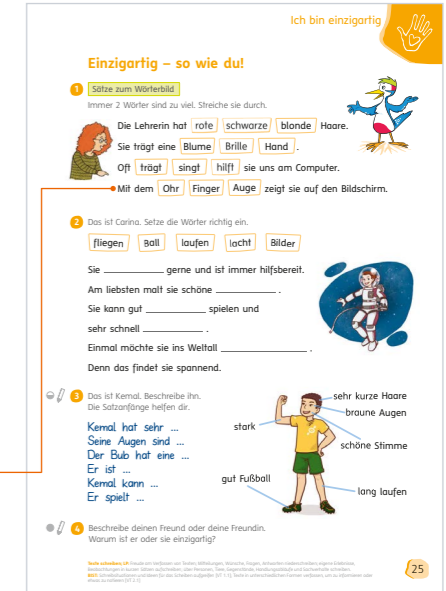 Ich bin einzigartig
Einzigartig – so wie du!
1 Sätze zum Wörterbild
Immer 2 Wörter sind zu viel. Streiche sie durch.
Die Lehrerin hat rote schwarze blonde Haare.
Sie trägt eine Blume Brille Hand .
Oft trägt singt hilft sie uns am Computer.
Mit dem Ohr Finger Auge zeigt sie auf den Bildschirm.
2 Das ist Carina. Setze die Wörter richtig ein.
fliegen Ball laufen lacht Bilder
Sie ____________ gerne und ist immer hilfsbereit.
Am liebsten malt sie schöne ____________ .
Sie kann gut ____________ spielen und
sehr schnell ____________ .
Einmal möchte sie ins Weltall ________________ .
Denn das findet sie spannend.
3 Das ist Kemal. Beschreibe ihn.
Die Satzanfänge helfen dir.
Kemal hat sehr ...
Seine Augen sind ...
Der Bub hat eine ...
Er ist ...
Kemal kann ...
Er spielt ...
sehr kurze Haare
braune Augen
stark
schöne Stimme
gut Fußball
lang laufen
4 Beschreibe deinen Freund oder deine Freundin.
Warum ist er oder sie einzigartig?
25